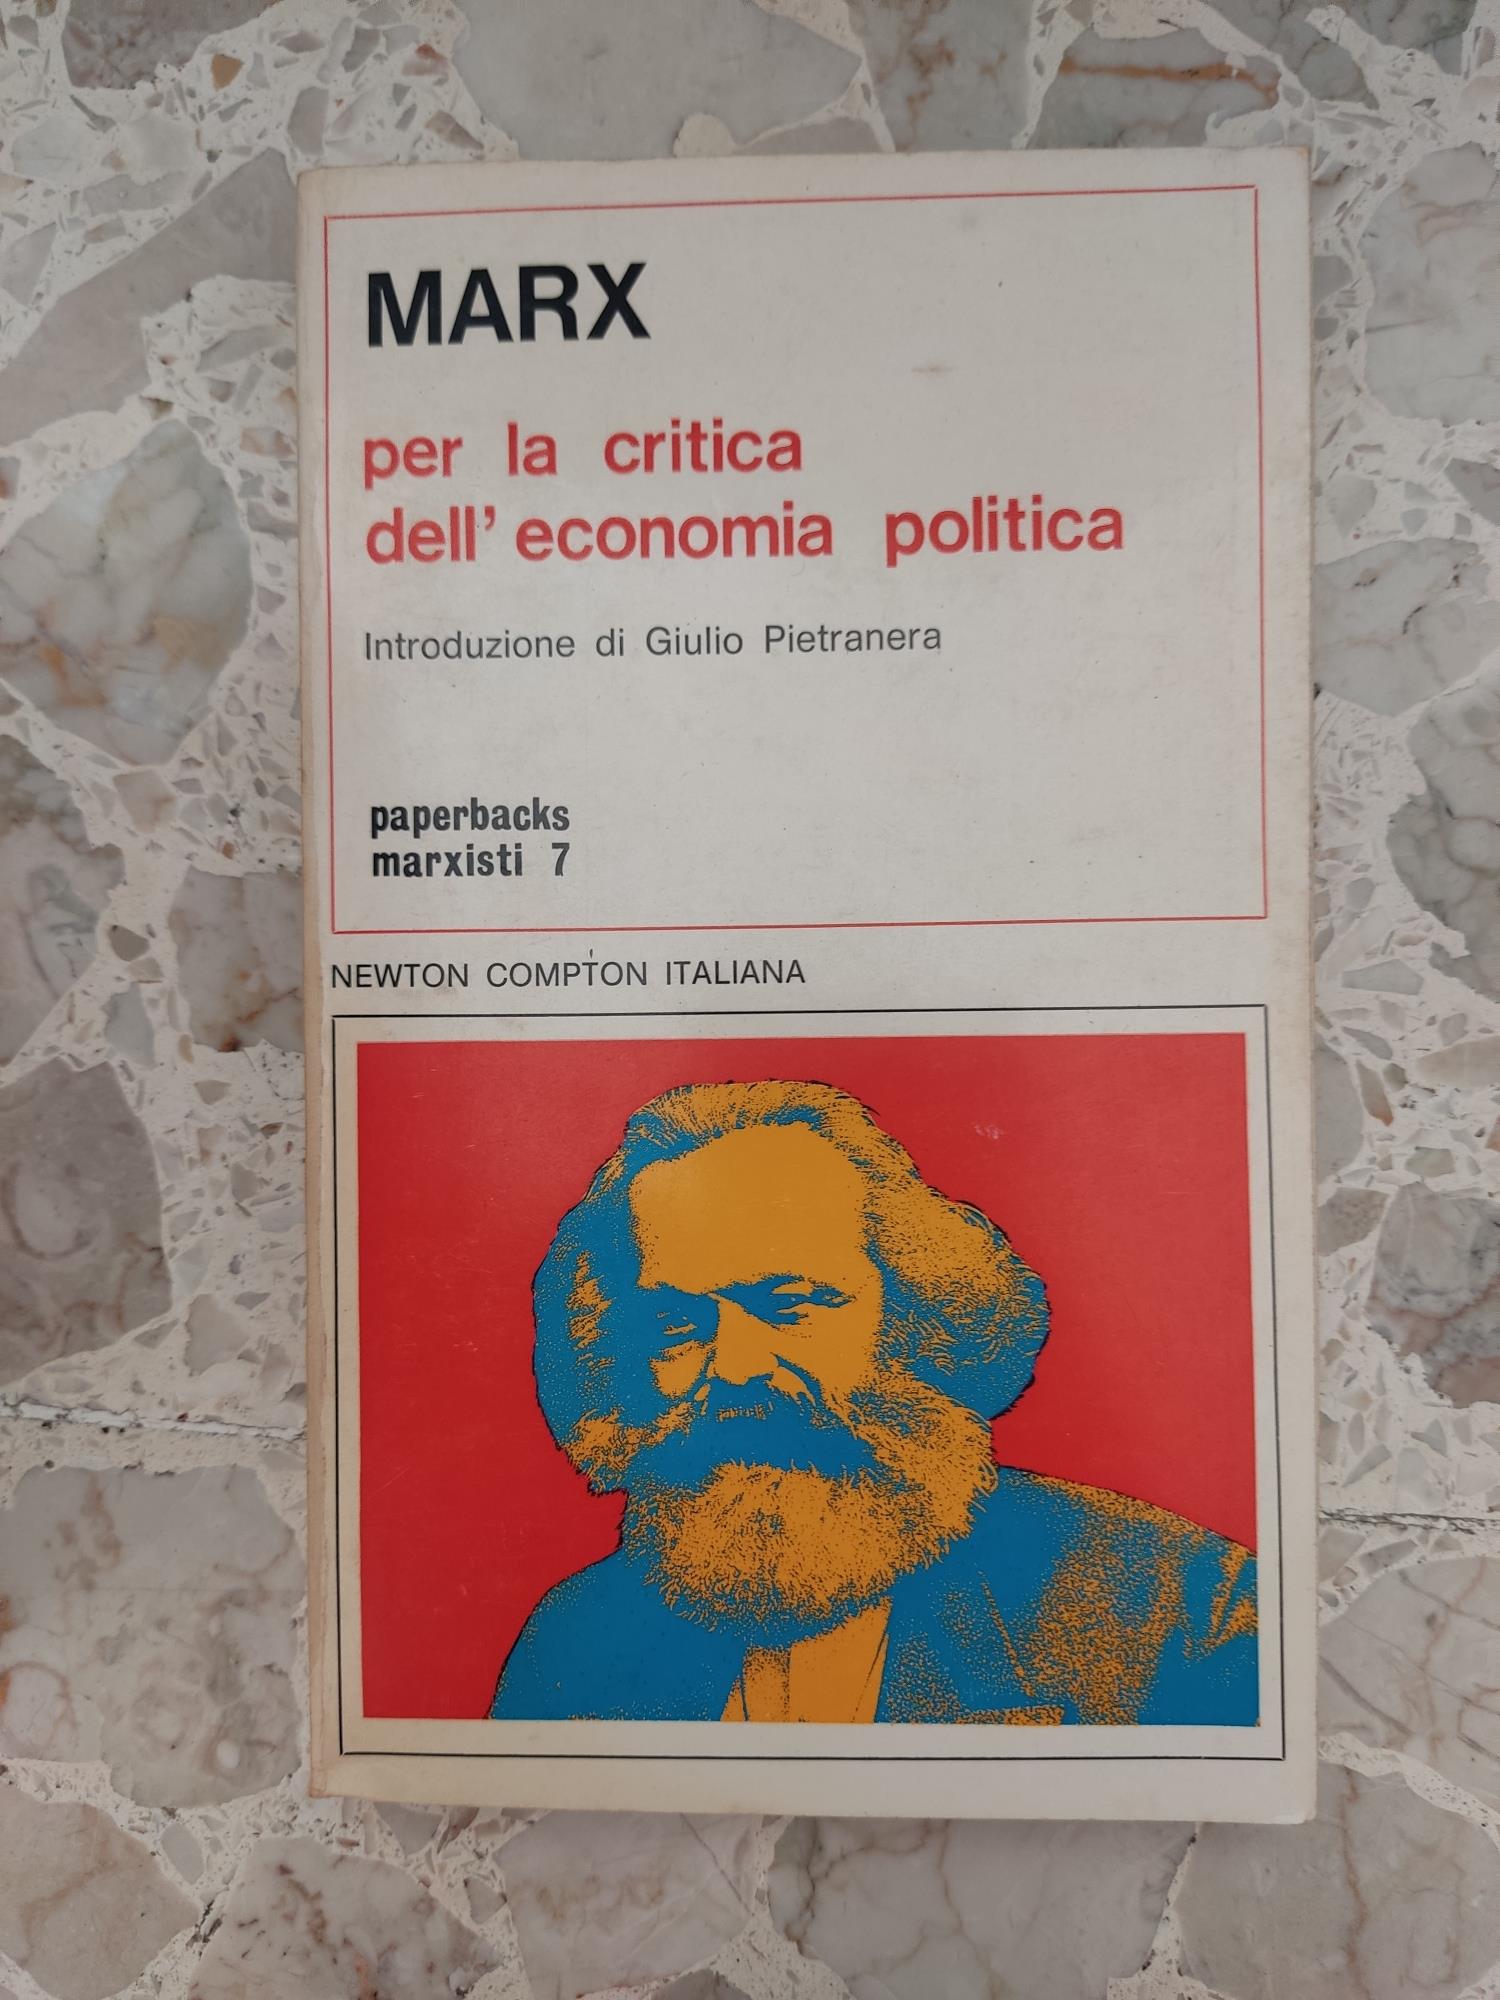 MARX
per la critica
dell' economia politica
Introduzione di Giulio Pietranera
paperbacks
marxisti 7
NEWTON COMPTON ITALIANA